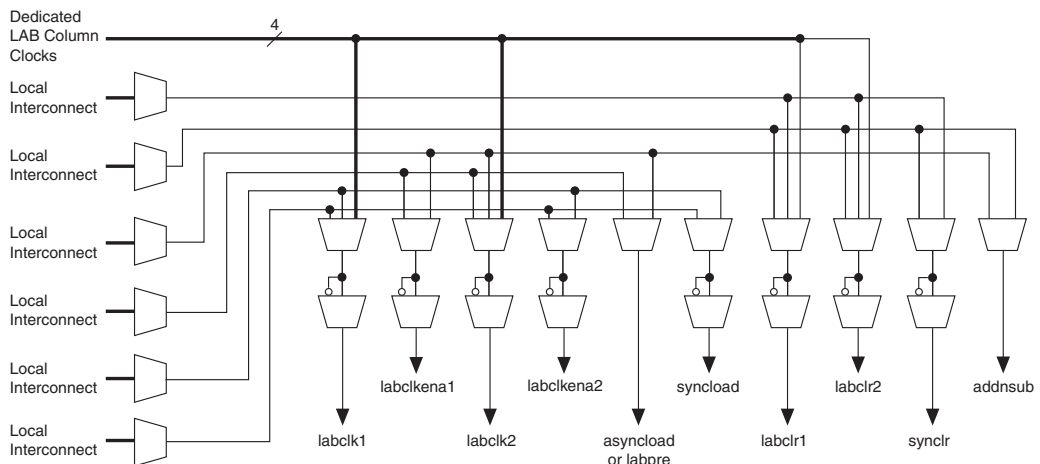 Dedicated
LAB Column
Clocks
4
Local
Interconnect
Local
Interconnect
Local
Interconnect
Local
Interconnect
Local
Interconnect
Local
Interconnect
labclkena1
labclkena2
syncload
labclr2
addnsub
labclk1
labclk2
asyncload
or labpre
labclr1
synclr